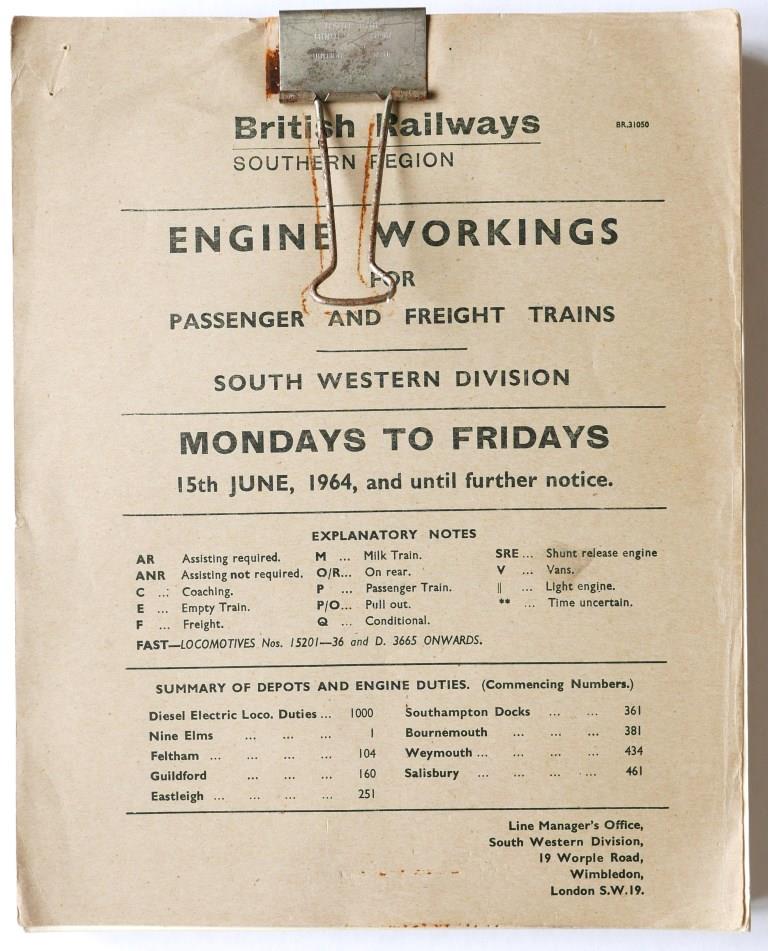 British Railways
BR.31050
SOUTHERN REGION
ENGINE WORKINGS
FOR
PASSENGER AND FREIGHT TRAINS
SOUTH WESTERN DIVISION
MONDAYS TO FRIDAYS
15th JUNE, 1964, and until further notice.
EXPLANATORY NOTES
AR Assisting required.
ANR Assisting not required.
C ... Coaching.
E ... Empty Train.
F ... Freight.
M ... Milk Train.
O/R... On rear.
P ... Passenger Train.
P/O... Pull out.
Q ... Conditional.
SRE ... Shunt release engine
V ... Vans.
|| ... Light engine.
** ... Time uncertain.
FAST—LOCOMOTIVES Nos. 15201—36 and D. 3665 ONWARDS.
SUMMARY OF DEPOTS AND ENGINE DUTIES. (Commencing Numbers.)
Diesel Electric Loco. Duties ... 1000
Nine Elms ... ... ... 1
Feltham ... ... ... ... 104
Guildford ... ... ... 160
Eastleigh ... ... ... ... 251
Southampton Docks ... ... 361
Bournemouth ... ... ... 381
Weymouth ... ... ... ... 434
Salisbury ... ... ... ... 461
Line Manager's Office,
South Western Division,
19 Worple Road,
Wimbledon,
London S.W.19.